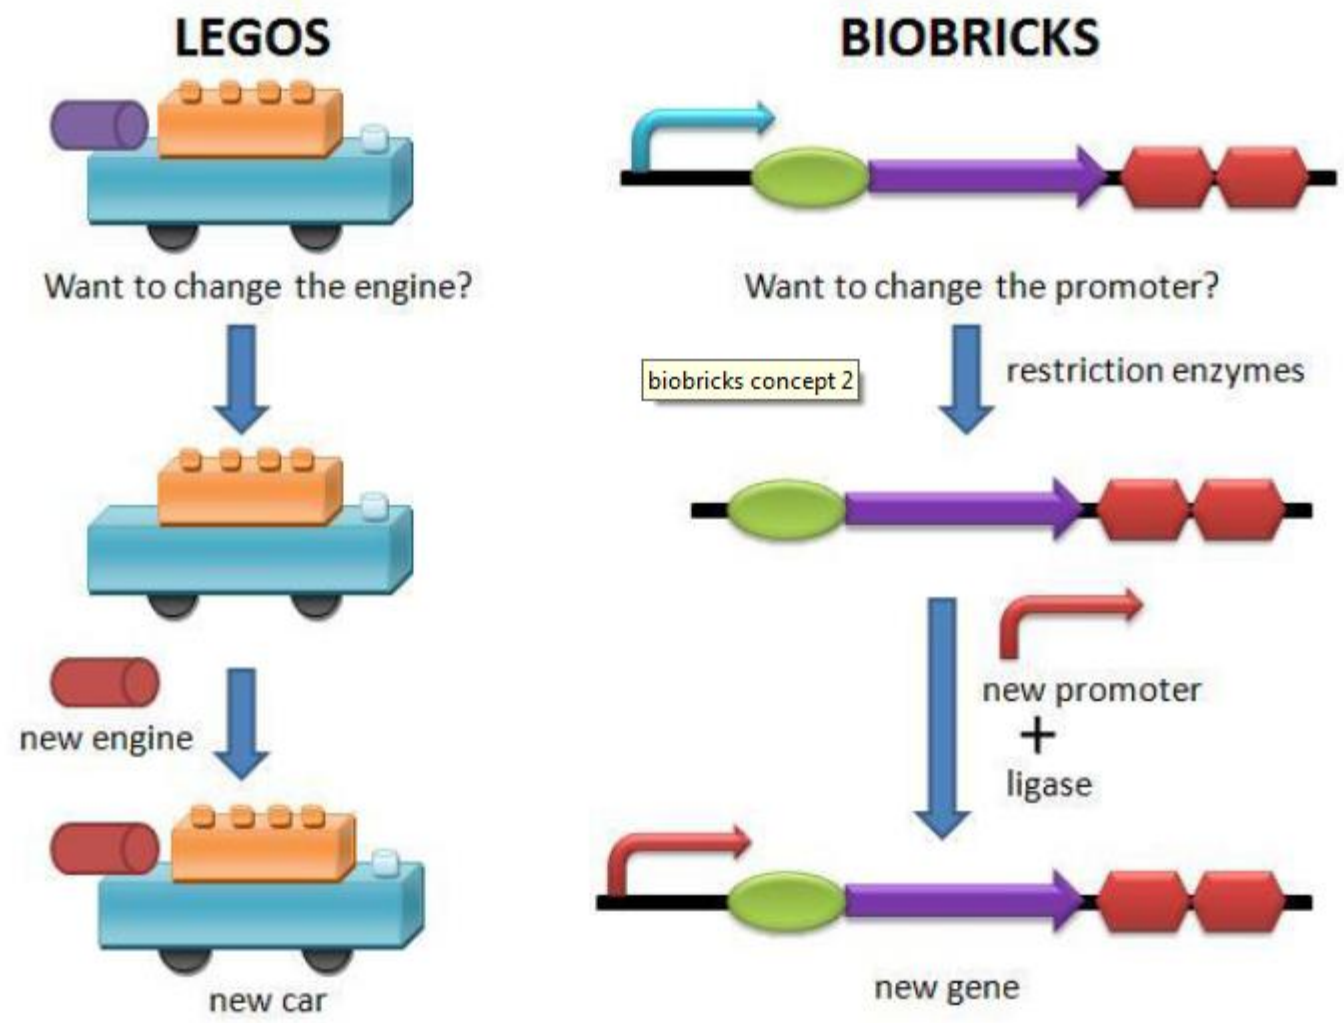 LEGOS
Want to change the engine?
new engine
new car
BIOBRICKS
Want to change the promoter?
biobricks concept 2
restriction enzymes
new promoter
+
ligase
new gene